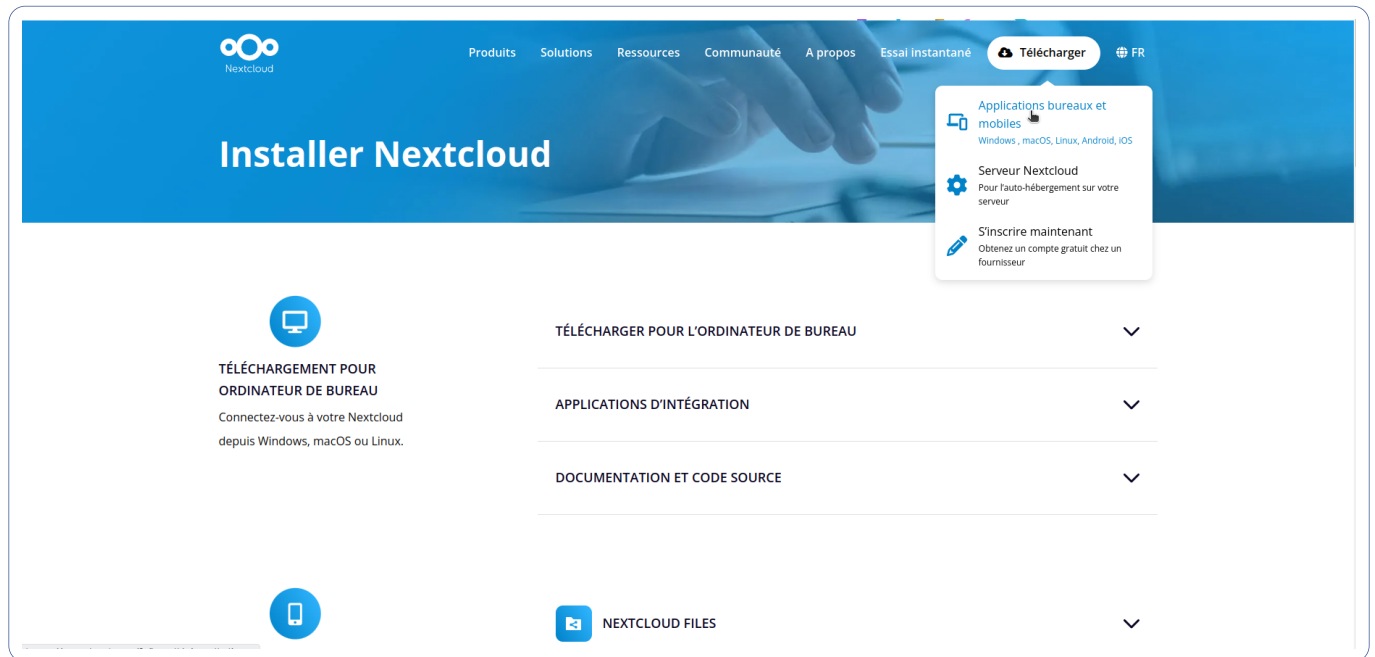 Nextcloud
Produits Solutions Ressources Communauté A propos Essai instantané Télécharger FR
Applications bureaux et
mobiles
Windows , macOS, Linux, Android, iOS
Serveur Nextcloud
Pour l'auto-hébergement sur votre
serveur
S'inscrire maintenant
Obtenez un compte gratuit chez un
fournisseur
Installer Nextcloud
TÉLÉCHARGEMENT POUR
ORDINATEUR DE BUREAU
Connectez-vous à votre Nextcloud
depuis Windows, macOS ou Linux.
TÉLÉCHARGER POUR L'ORDINATEUR DE BUREAU
APPLICATIONS D'INTÉGRATION
DOCUMENTATION ET CODE SOURCE
NEXTCLOUD FILES